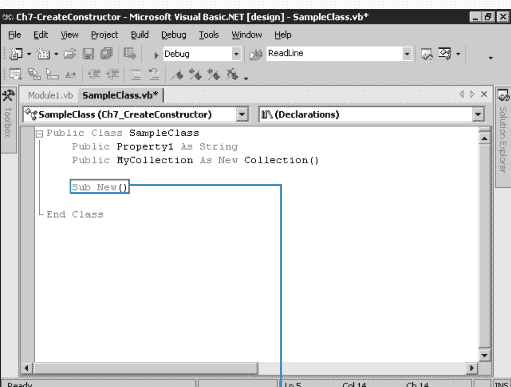 Ch7-CreateConstructor - Microsoft Visual Basic.NET [design] - SampleClass.vb*
File Edit View Project Build Debug Tools Window Help
Debug ReadLine
Module1.vb SampleClass.vb*
SampleClass (Ch7_CreateConstructor) (Declarations)
Toolbox
Solution Explorer
Public Class SampleClass
Public Property1 As String
Public MyCollection As New Collection()
Sub New()
End Class
Ready Ln 5 Col 14 Ch 14 INS